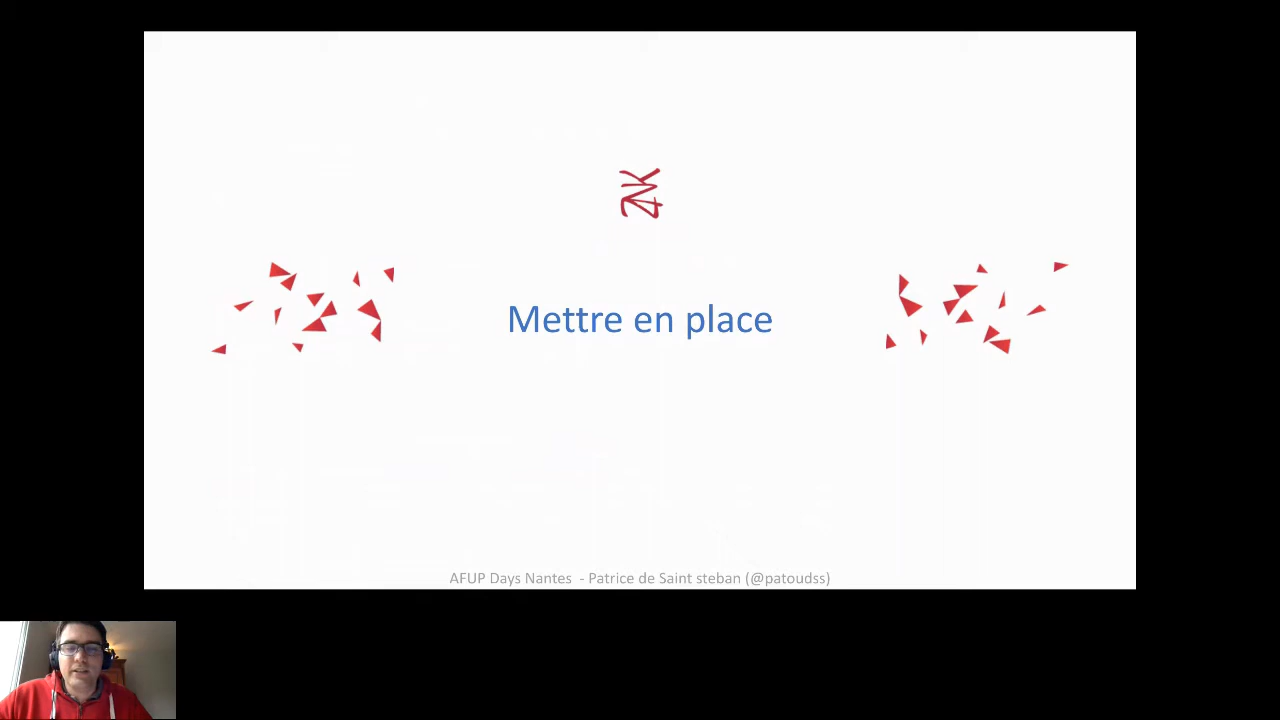 Mettre en place
AFUP Days Nantes - Patrice de Saint steban (@patoudss)